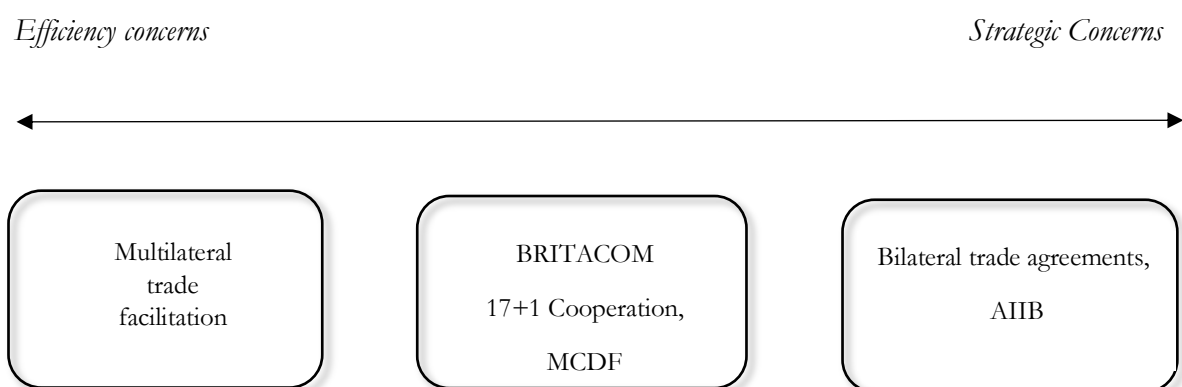 Efficiency concerns
Strategic Concerns
Multilateral
trade
facilitation
BRITACOM
17+1 Cooperation,
MCDF
Bilateral trade agreements,
AIIB